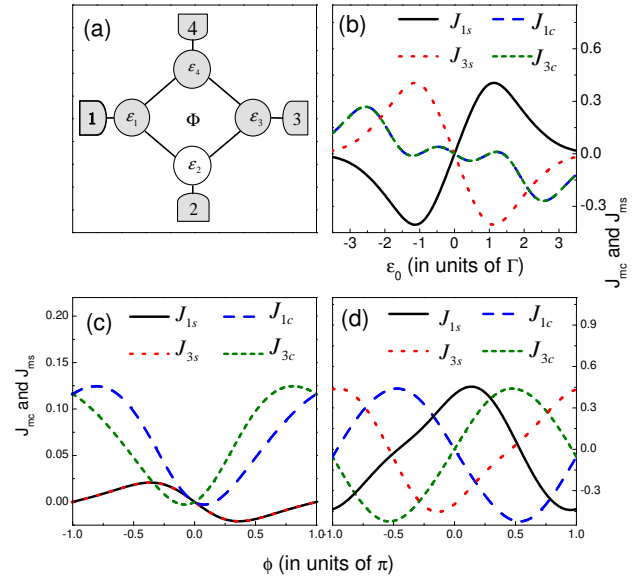 (a)
4
ε4
1
ε1
Φ
ε3
3
ε2
2
(b)
J1s J1c
J3s J3c
0.6
0.3
0.0
-0.3
-3 -2 -1 0 1 2 3
ε0 (in units of Γ)
Jmc and Jms
(c)
J1s J1c
J3s J3c
0.20
0.15
0.10
0.05
0.00
-1.0 -0.5 0.0 0.5 1.0
Jmc and Jms
(d)
J1s J1c
J3s J3c
0.9
0.6
0.3
0.0
-0.3
-1.0 -0.5 0.0 0.5 1.0
ϕ (in units of π)